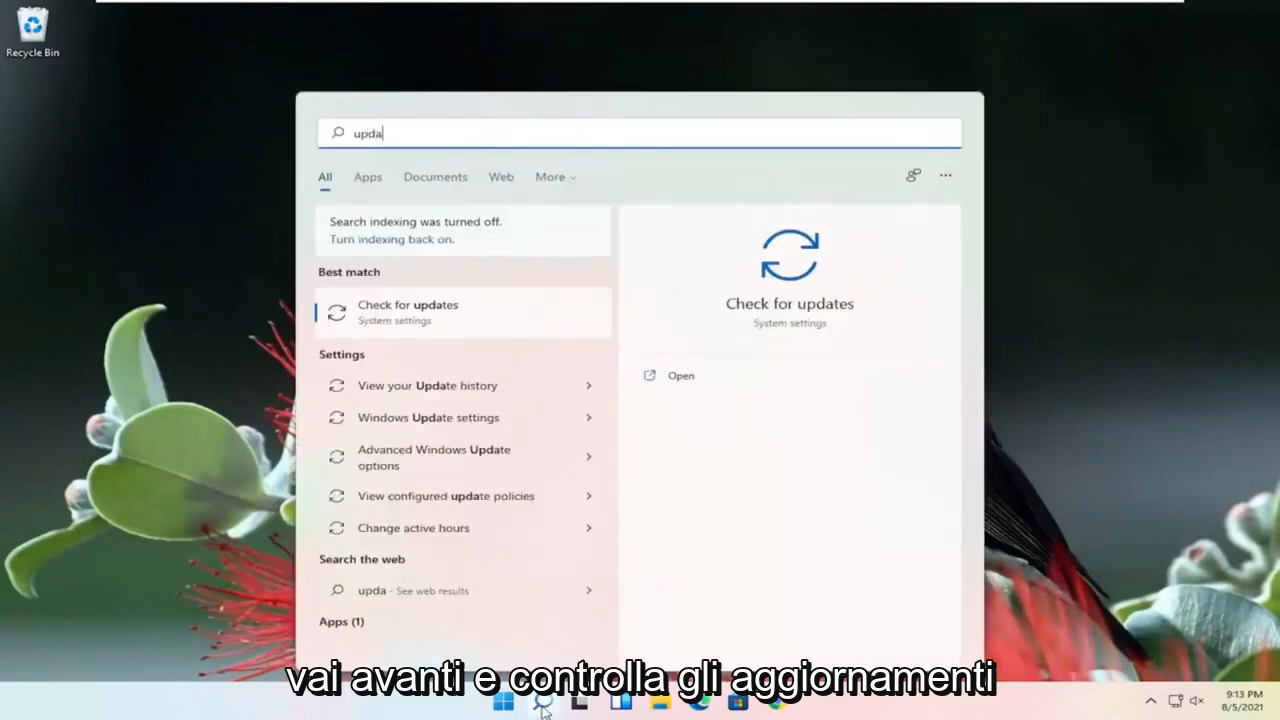 Recycle Bin
upda
All Apps Documents Web More
Search indexing was turned off.
Turn indexing back on.
Best match
Check for updates
System settings
Check for updates
System settings
Open
Settings
View your Update history
Windows Update settings
Advanced Windows Update
options
View configured update policies
Change active hours
Search the web
upda - See web results
Apps (1)
vai avanti e controlla gli aggiornamenti
9:13 PM
8/5/2021